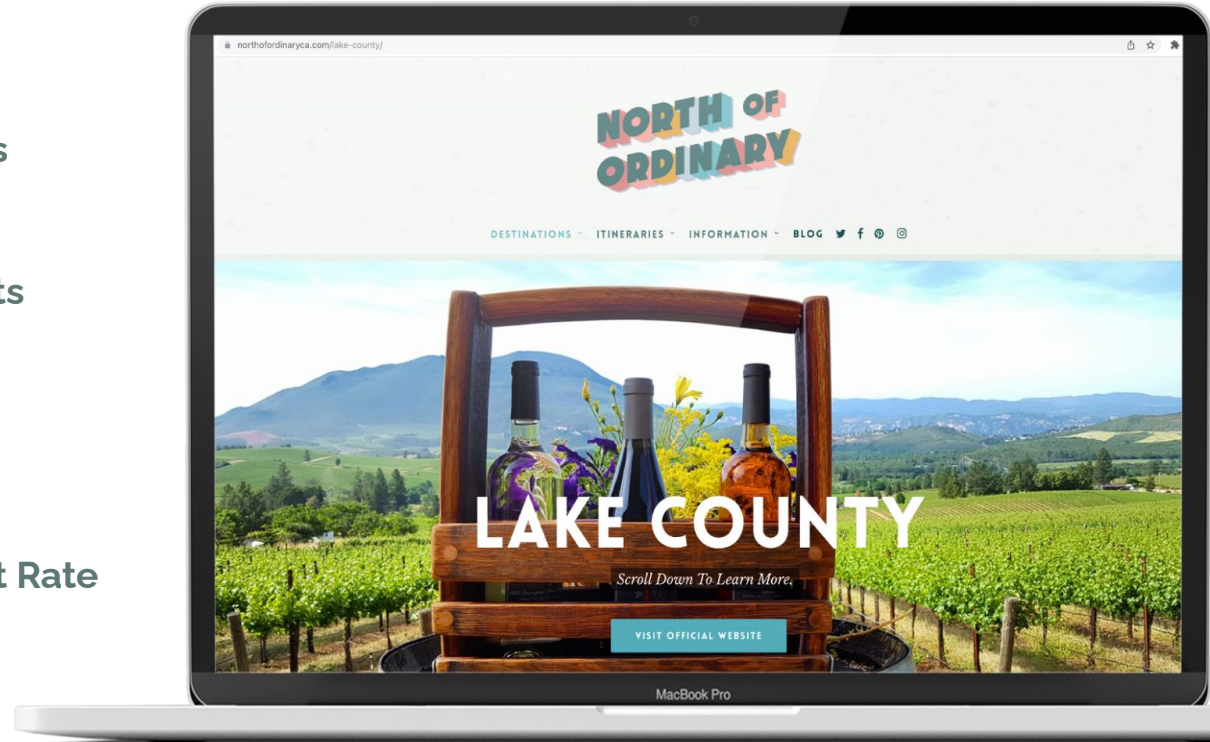 northofordinaryca.com/lake-county/
NORTH OF
ORDINARY
DESTINATIONS ITINERARIES INFORMATION BLOG
s
ts
LAKE COUNTY
Scroll Down To Learn More.
t Rate
VISIT OFFICIAL WEBSITE
MacBook Pro